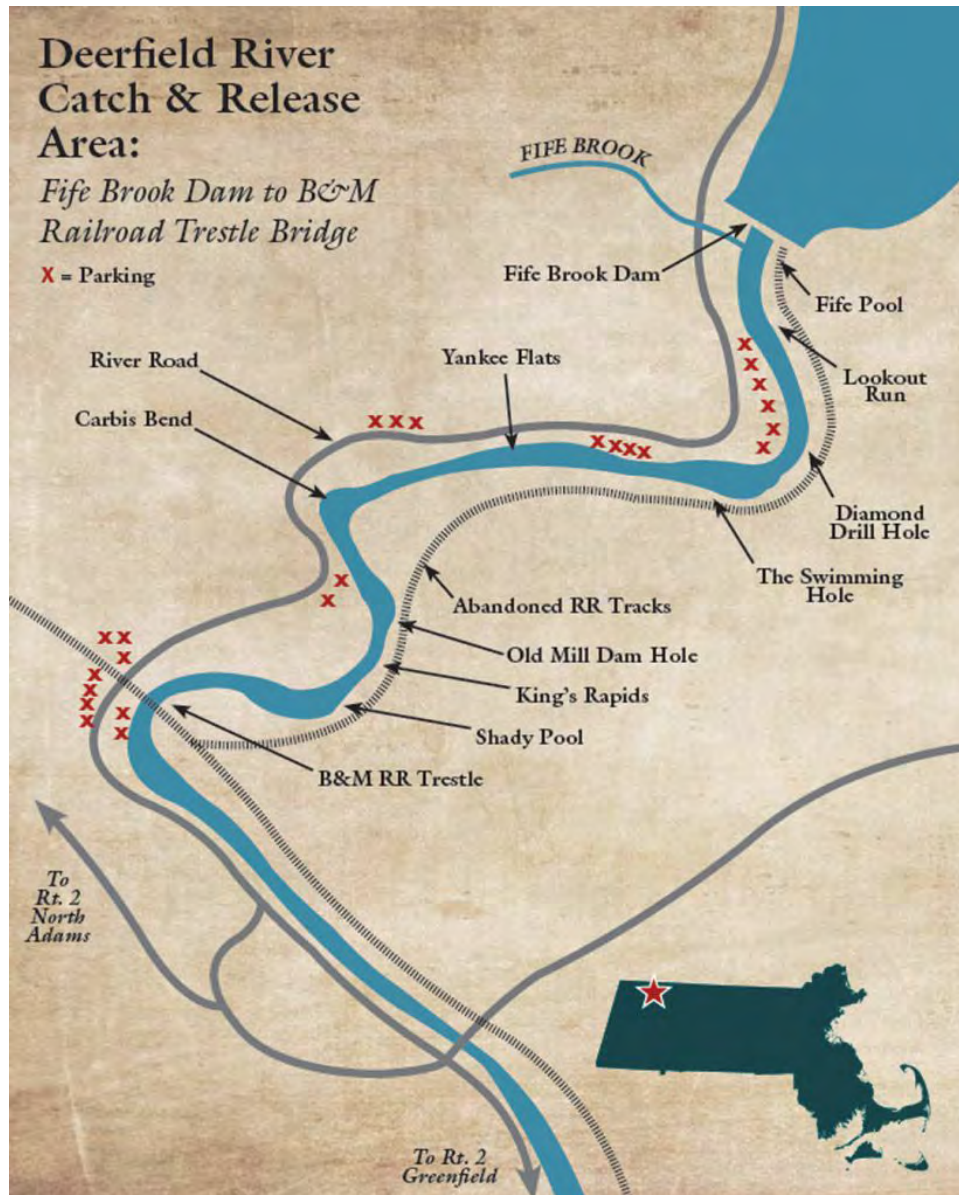 Deerfield River
Catch & Release
Area:
Fife Brook Dam to B&M
Railroad Trestle Bridge
X = Parking
FIFE BROOK
Fife Brook Dam
Fife Pool
River Road
Yankee Flats
Lookout
Run
Carbis Bend
Diamond
Drill Hole
The Swimming
Hole
Abandoned RR Tracks
Old Mill Dam Hole
King's Rapids
Shady Pool
B&M RR Trestle
To
Rt. 2
North
Adams
To Rt. 2
Greenfield